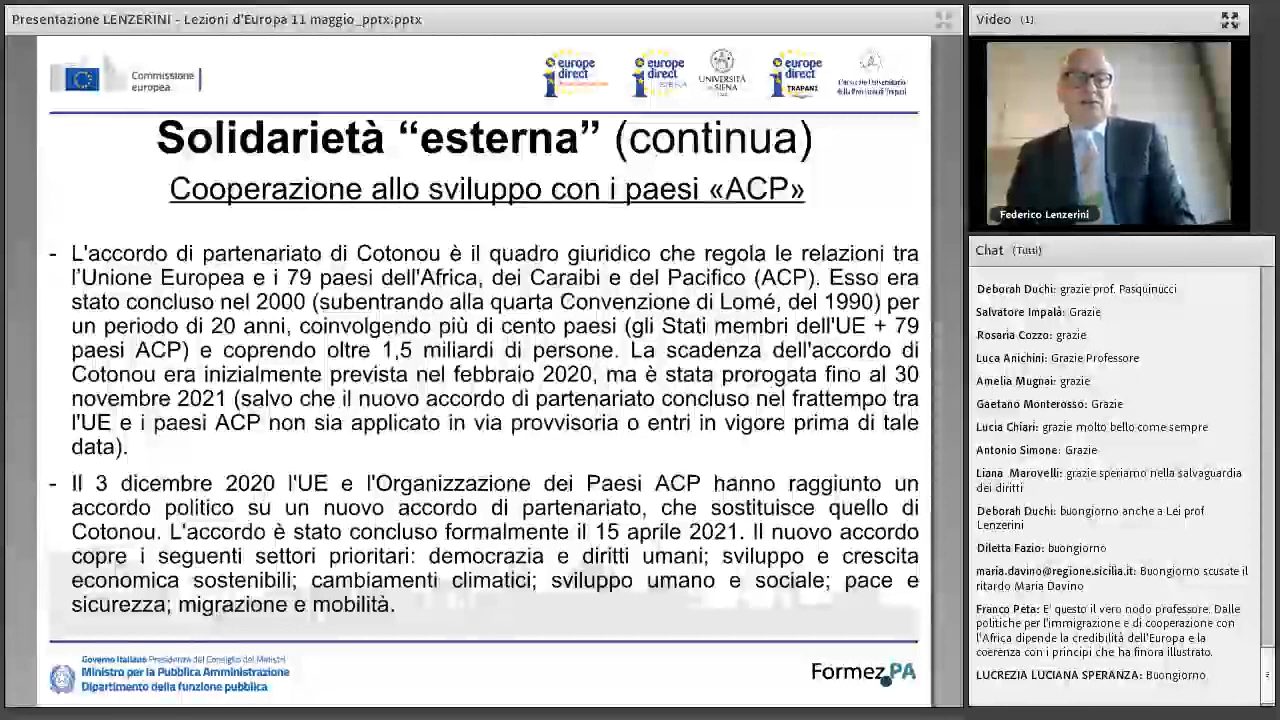 Presentazione LENZERINI - Lezioni d'Europa 11 maggio_pptx.pptx
Commissione
europea
europe
direct
europe
direct
SIENA
UNIVERSITÀ
DI SIENA
europe
direct
TRAPANI
Solidarietà “esterna” (continua)
Cooperazione allo sviluppo con i paesi «ACP»
- L'accordo di partenariato di Cotonou è il quadro giuridico che regola le relazioni tra
l’Unione Europea e i 79 paesi dell'Africa, dei Caraibi e del Pacifico (ACP). Esso era
stato concluso nel 2000 (subentrando alla quarta Convenzione di Lomé, del 1990) per
un periodo di 20 anni, coinvolgendo più di cento paesi (gli Stati membri dell'UE + 79
paesi ACP) e coprendo oltre 1,5 miliardi di persone. La scadenza dell'accordo di
Cotonou era inizialmente prevista nel febbraio 2020, ma è stata prorogata fino al 30
novembre 2021 (salvo che il nuovo accordo di partenariato concluso nel frattempo tra
l'UE e i paesi ACP non sia applicato in via provvisoria o entri in vigore prima di tale
data).
- Il 3 dicembre 2020 l'UE e l'Organizzazione dei Paesi ACP hanno raggiunto un
accordo politico su un nuovo accordo di partenariato, che sostituisce quello di
Cotonou. L'accordo è stato concluso formalmente il 15 aprile 2021. Il nuovo accordo
copre i seguenti settori prioritari: democrazia e diritti umani; sviluppo e crescita
economica sostenibili; cambiamenti climatici; sviluppo umano e sociale; pace e
sicurezza; migrazione e mobilità.
Governo Italiano Presidenza del Consiglio dei Ministri
Ministro per la Pubblica Amministrazione
Dipartimento della funzione pubblica
Formez PA
Video (1)
Federico Lenzerini
Chat (Tutti)
Deborah Duchi: grazie prof. Pasquinucci
Salvatore Impalà: Grazie
Rosaria Cozzo: grazie
Luca Anichini: Grazie Professore
Amelia Mugnai: grazie
Gaetano Monterosso: Grazie
Lucia Chiari: grazie molto bello come sempre
Antonio Simone: Grazie
Liana Marovelli: grazie speriamo nella salvaguardia
dei diritti
Deborah Duchi: buongiorno anche a Lei prof
Lenzerini
Diletta Fazio: buongiorno
maria.davino@regione.sicilia.it: Buongiorno scusate il
ritardo Maria Davino
Franco Peta: E' questo il vero nodo professore. Dalle
politiche per l'immigrazione e di cooperazione con
l'Africa dipende la credibilità dell'Europa e la
coerenza con i principi che ha finora illustrato.
LUCREZIA LUCIANA SPERANZA: Buongiorno